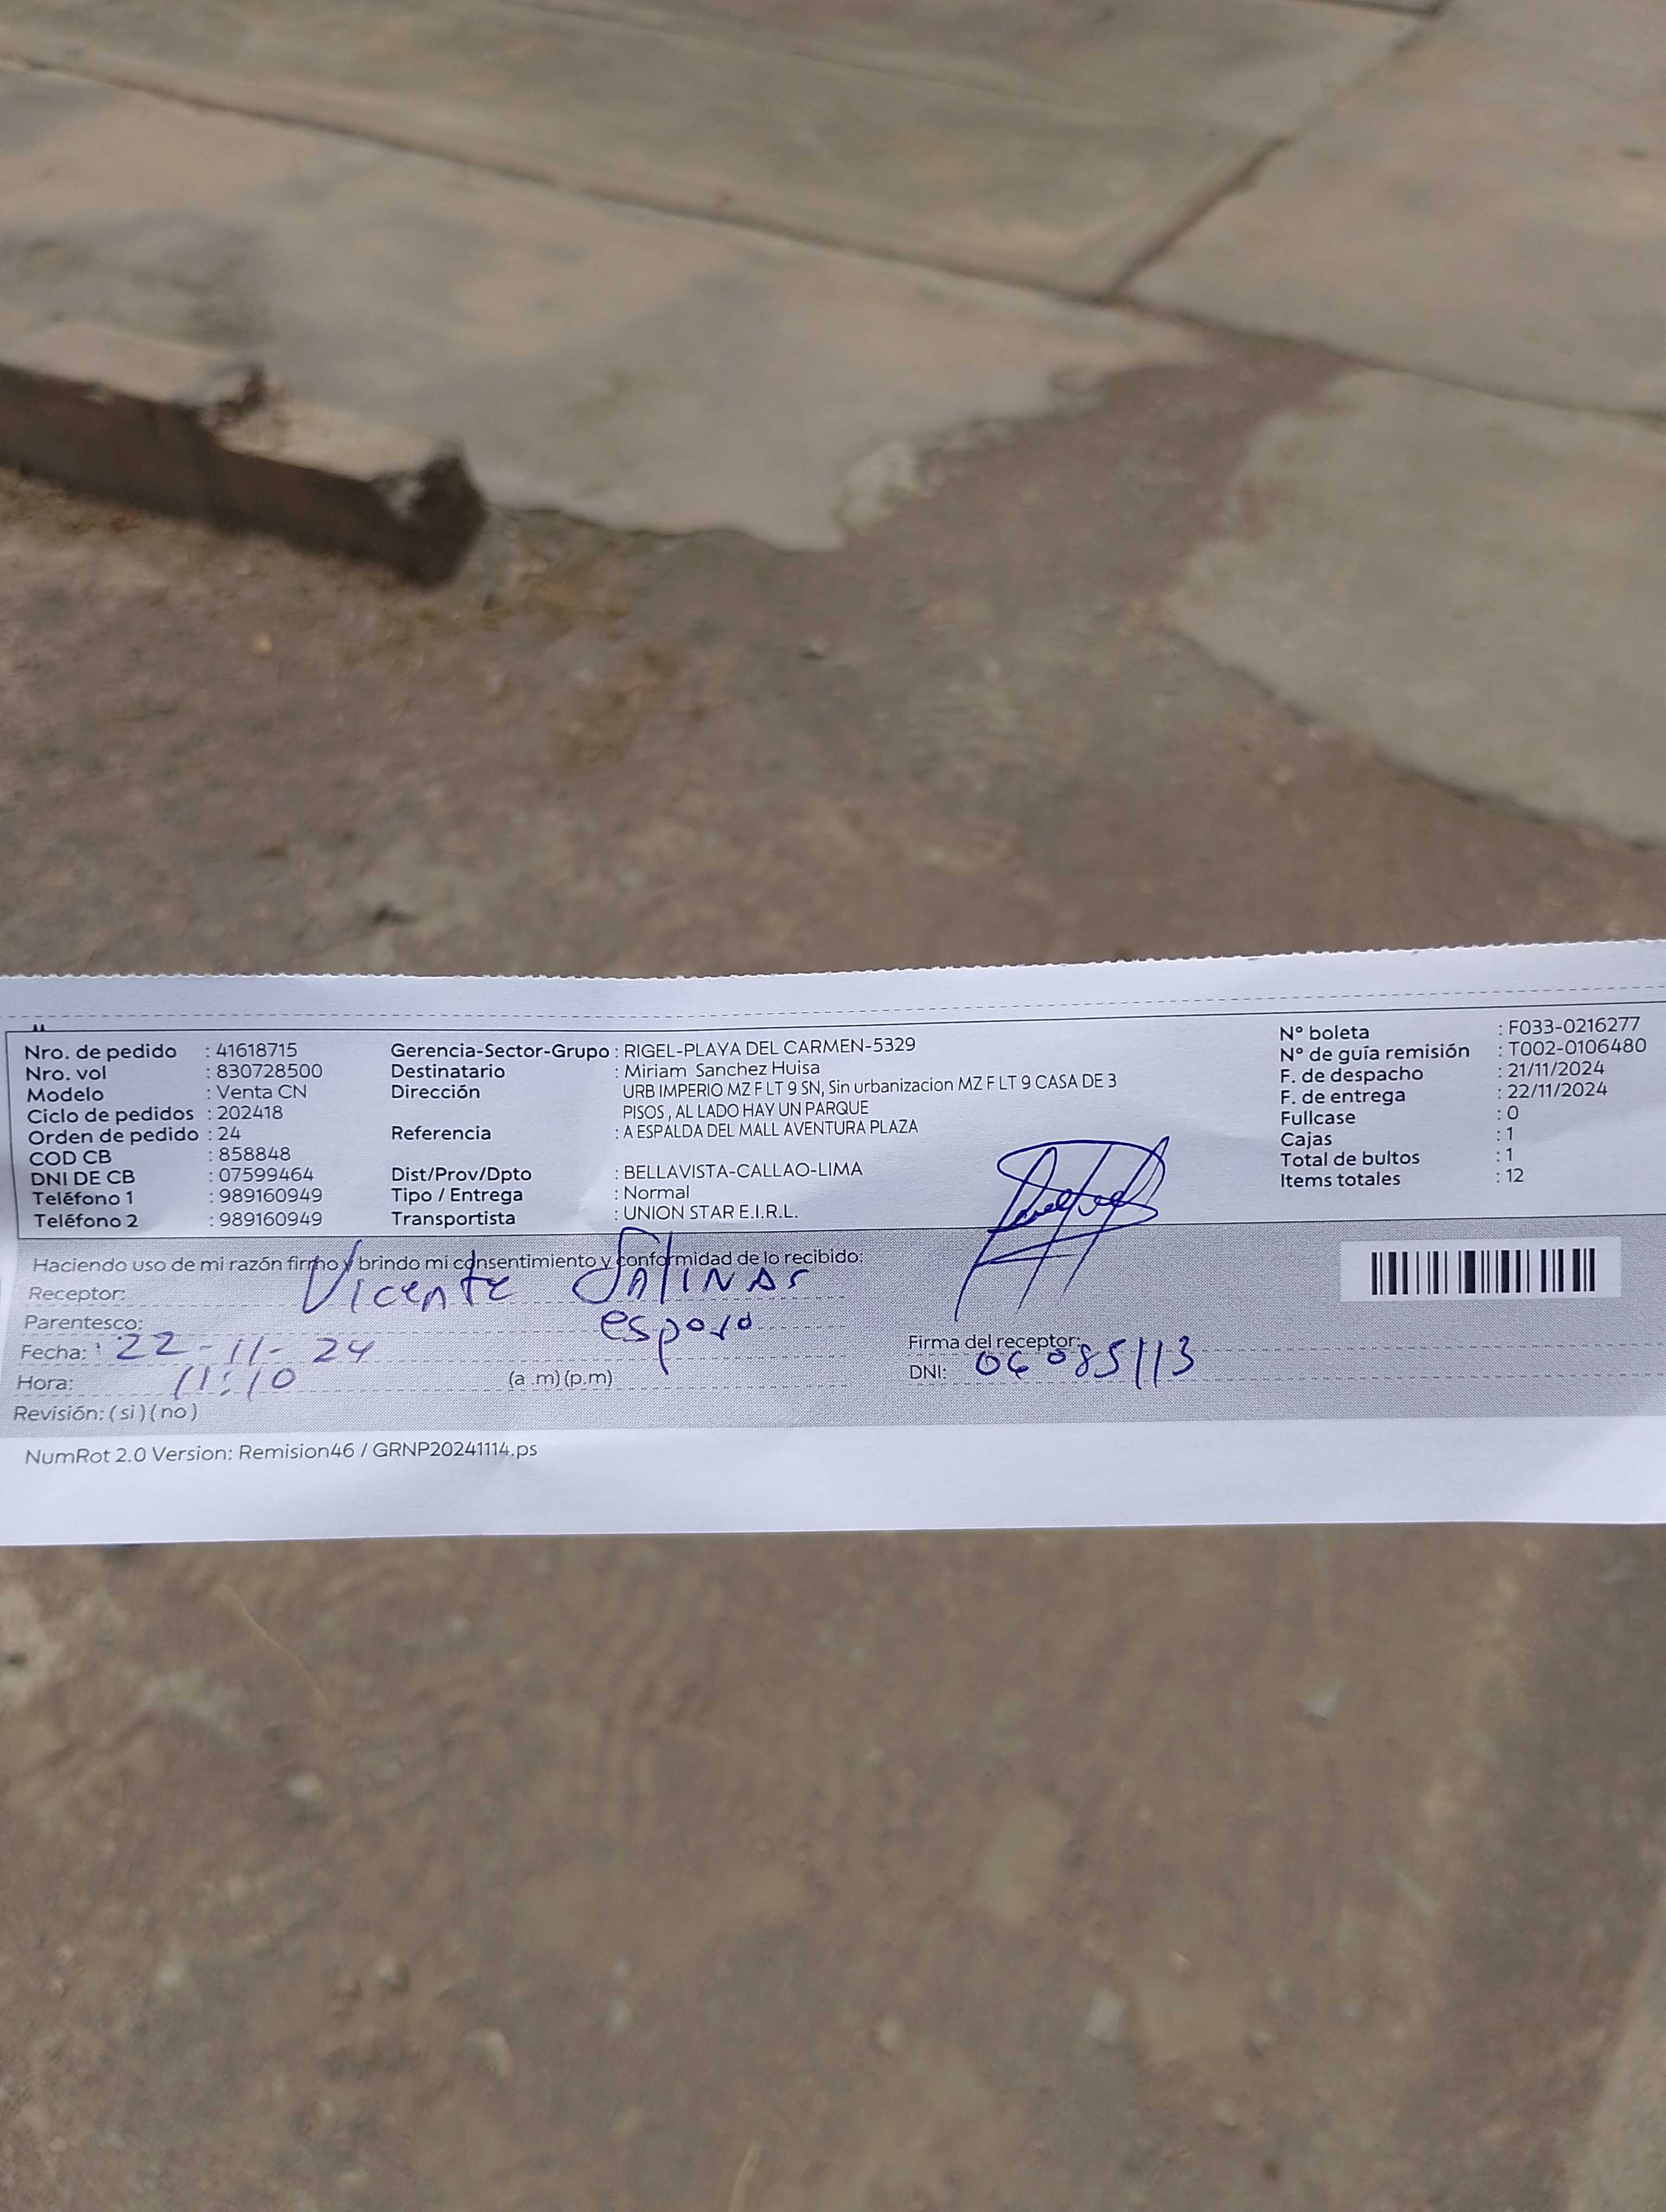 Nro. de pedido : 41618715
Nro. vol : 830728500
Modelo : Venta CN
Ciclo de pedidos : 202418
Orden de pedido : 24
COD CB : 858848
DNI DE CB : 07599464
Teléfono 1 : 989160949
Teléfono 2 : 989160949
Gerencia-Sector-Grupo : RIGEL-PLAYA DEL CARMEN-5329
Destinatario : Miriam Sanchez Huisa
Dirección URB IMPERIO MZ F LT 9 SN, Sin urbanizacion MZ F LT 9 CASA DE 3
PISOS, AL LADO HAY UN PARQUE
Referencia : A ESPALDA DEL MALL AVENTURA PLAZA
Dist/Prov/Dpto : BELLAVISTA-CALLAO-LIMA
Tipo / Entrega : Normal
Transportista : UNION STAR E.I.R.L.
N° boleta : F033-0216277
N° de guía remisión : T002-0106480
F. de despacho : 21/11/2024
F. de entrega : 22/11/2024
Fullcase : 0
Cajas : 1
Total de bultos : 1
Items totales : 12
Haciendo uso de mi razón firmo y brindo mi consentimiento y conformidad de lo recibido:
Receptor: Vicente SAlINAS
Parentesco: esposo
Fecha: 22-11-24
Hora: 11:10 (a .m) (p.m)
Revisión: ( si ) ( no )
Firma del receptor:
DNI: 06085113
NumRot 2.0 Version: Remision46 / GRNP20241114.ps